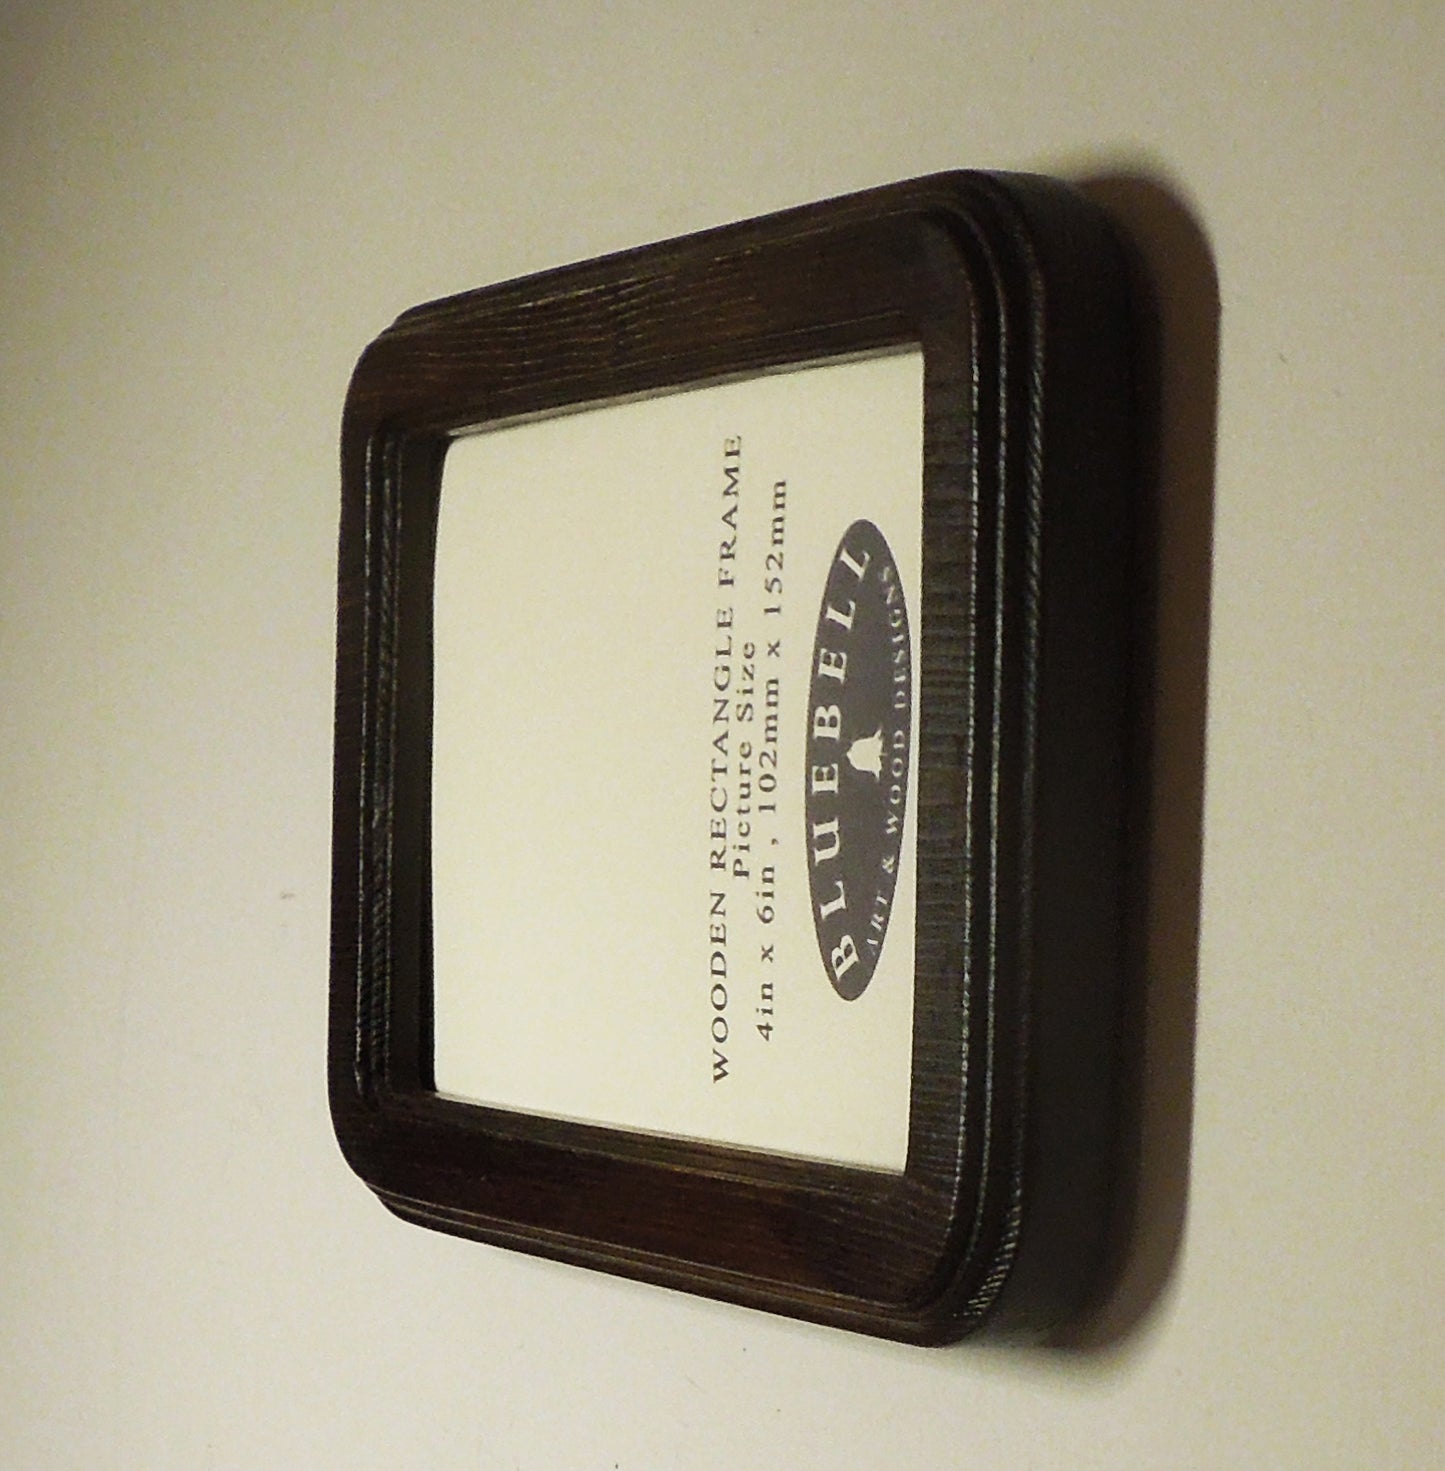 WOODEN RECTANGLE FRAME
Picture Size
4in x 6in , 102mm x 152mm
BLUEBELL
ART & WOOD DESIGNS